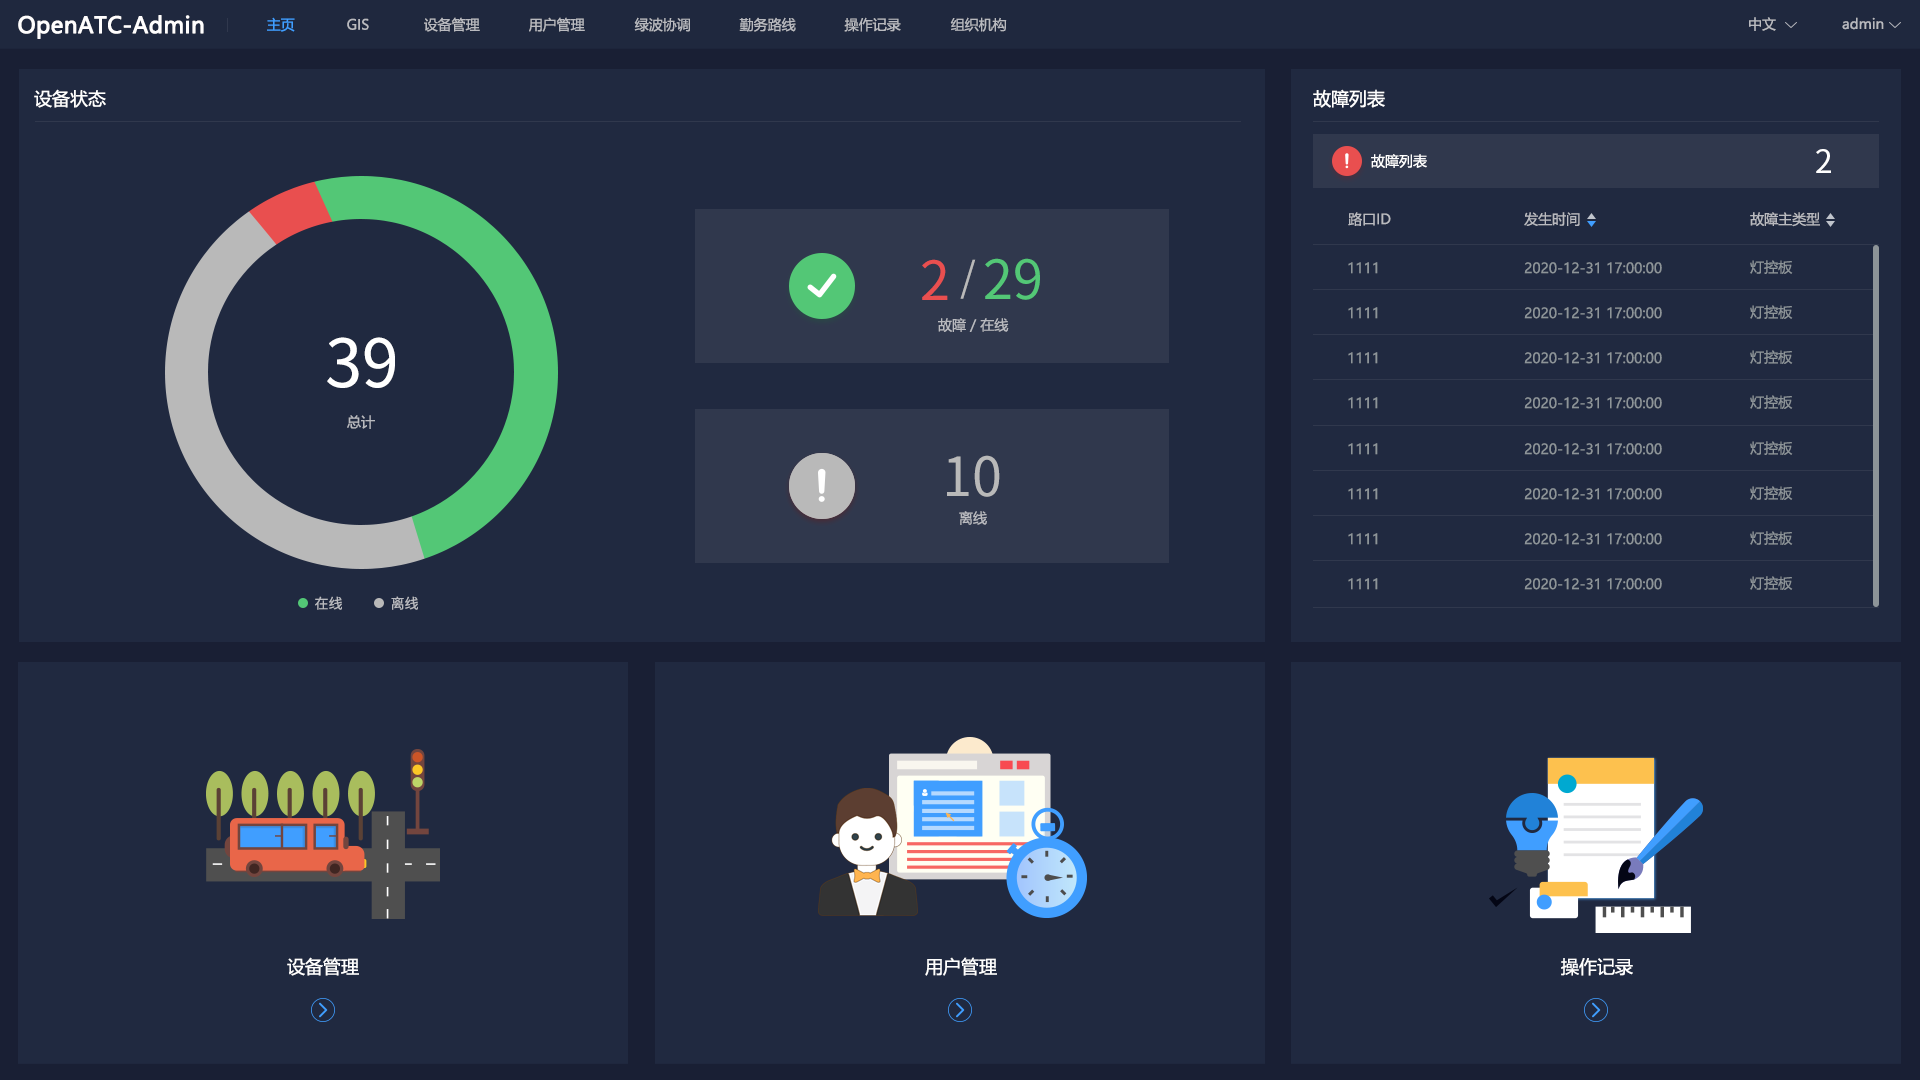 OpenATC-Admin 主页 GIS 设备管理 用户管理 绿波协调 勤务路线 操作记录 组织机构 中文 admin
设备状态
39
总计
在线 离线
2 / 29
故障 / 在线
10
离线
故障列表
故障列表 2
路口ID 发生时间 故障主类型
1111 2020-12-31 17:00:00 灯控板
1111 2020-12-31 17:00:00 灯控板
1111 2020-12-31 17:00:00 灯控板
1111 2020-12-31 17:00:00 灯控板
1111 2020-12-31 17:00:00 灯控板
1111 2020-12-31 17:00:00 灯控板
1111 2020-12-31 17:00:00 灯控板
1111 2020-12-31 17:00:00 灯控板
设备管理
用户管理
操作记录